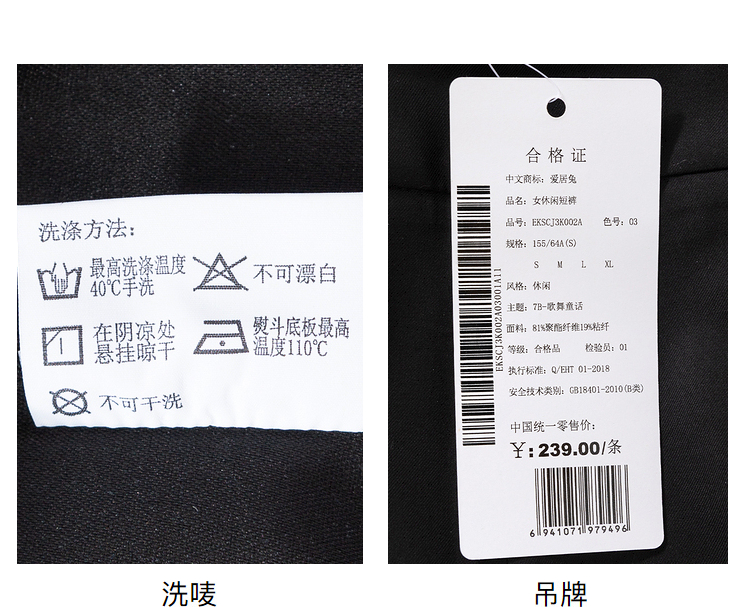 洗涤方法:
最高洗涤温度
40℃手洗
不可漂白
在阴凉处
悬挂晾干
熨斗底板最高
温度110℃
不可干洗
洗唛
合格证
中文商标: 爱居兔
品名: 女休闲短裤
品号: EKSCJ3K002A 色号: 03
规格: 155/64A(S)
S M L XL
风格: 休闲
主题: 7B-歌舞童话
面料: 81%聚酯纤维19%粘纤
等级: 合格品 检验员: 01
执行标准: Q/EHT 01-2018
安全技术类别: GB18401-2010(B类)
中国统一零售价:
¥: 239.00/条
EKSCJ3K002A03001A11
6 941071 979496
吊牌